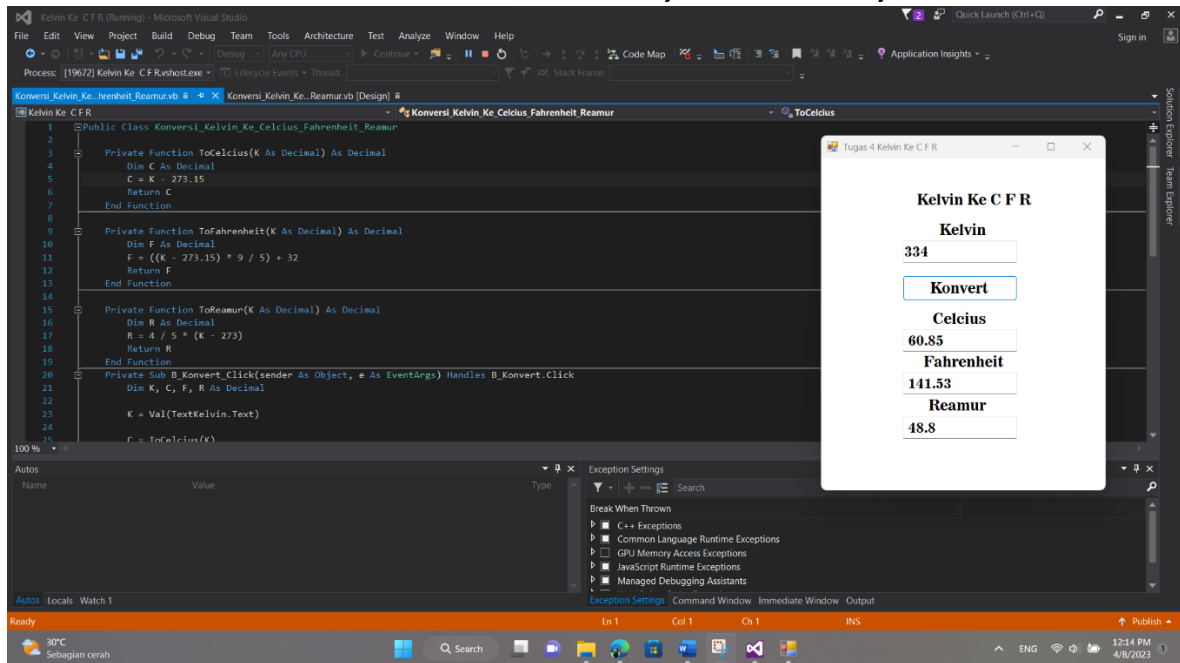 Kelvin Ke C F R (Running) - Microsoft Visual Studio
2
Quick Launch (Ctrl+Q)
File Edit View Project Build Debug Team Tools Architecture Test Analyze Window Help
Sign in
Debug Any CPU Continue Code Map Application Insights
Process: [19672] Kelvin Ke C F R.vshost.exe Lifecycle Events Thread: Stack Frame:
Konversi_Kelvin_Ke...hrenheit_Reamur.vb Konversi_Kelvin_Ke...Reamur.vb [Design]
Kelvin Ke C F R Konversi_Kelvin_Ke_Celcius_Fahrenheit_Reamur ToCelcius
1 Public Class Konversi_Kelvin_Ke_Celcius_Fahrenheit_Reamur
2
3 Private Function ToCelcius(K As Decimal) As Decimal
4 Dim C As Decimal
5 C = K - 273.15
6 Return C
7 End Function
8
9 Private Function ToFahrenheit(K As Decimal) As Decimal
10 Dim F As Decimal
11 F = ((K - 273.15) * 9 / 5) + 32
12 Return F
13 End Function
14
15 Private Function ToReamur(K As Decimal) As Decimal
16 Dim R As Decimal
17 R = 4 / 5 * (K - 273)
18 Return R
19 End Function
20 Private Sub B_Konvert_Click(sender As Object, e As EventArgs) Handles B_Konvert.Click
21 Dim K, C, F, R As Decimal
22
23 K = Val(TextKelvin.Text)
24
25 C = ToCelcius(K)
100 %
Tugas 4 Kelvin Ke C F R
Kelvin Ke C F R
Kelvin
334
Konvert
Celcius
60.85
Fahrenheit
141.53
Reamur
48.8
Solution Explorer
Team Explorer
Autos
Name Value Type
Autos Locals Watch 1
Exception Settings
Search
Break When Thrown
C++ Exceptions
Common Language Runtime Exceptions
GPU Memory Access Exceptions
JavaScript Runtime Exceptions
Managed Debugging Assistants
Exception Settings Command Window Immediate Window Output
Ready Ln 1 Col 1 Ch 1 INS Publish
30°C
Sebagian cerah
Search
ENG
12:14 PM
4/8/2023
1